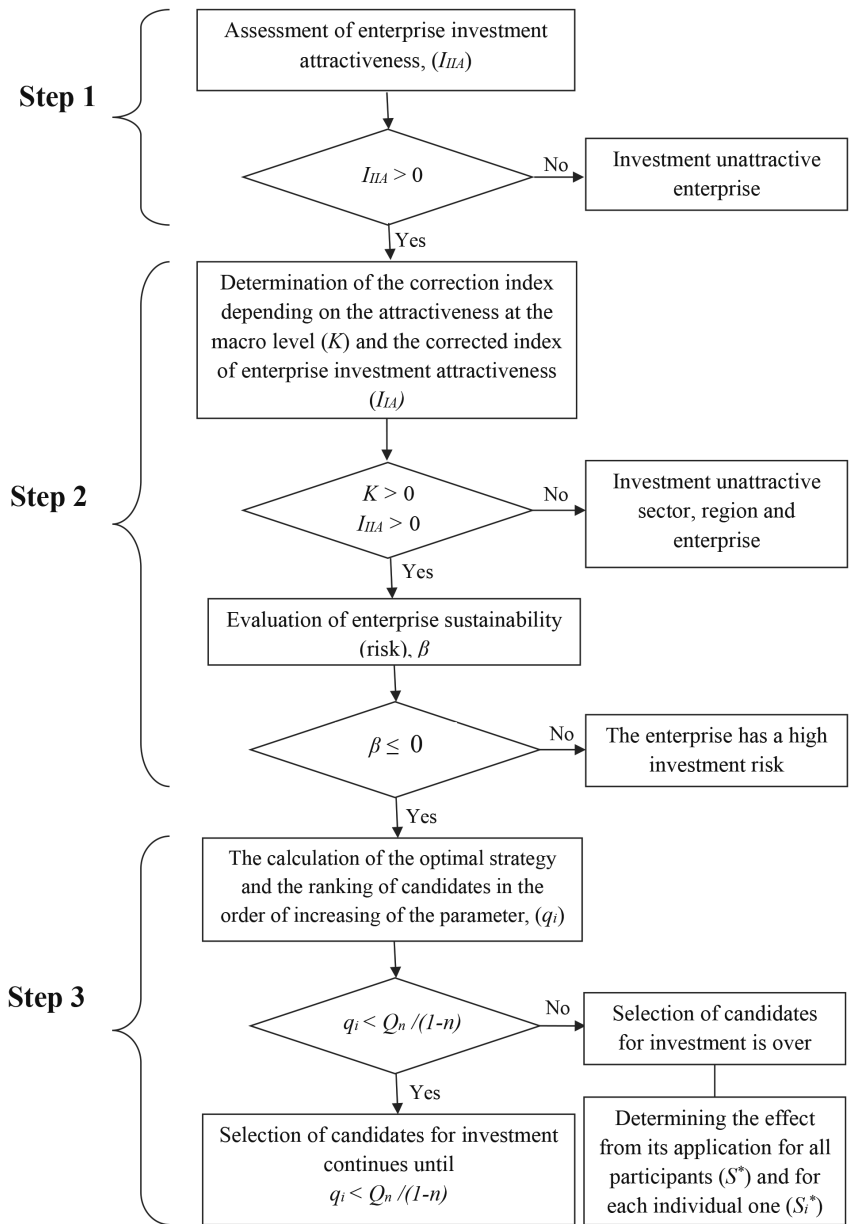 Assessment of enterprise investment
attractiveness, (IIIA)
Step 1
IIIA > 0
No
Investment unattractive
enterprise
Yes
Determination of the correction index
depending on the attractiveness at the
macro level (K) and the corrected index
of enterprise investment attractiveness
(IIA)
Step 2
K > 0
IIIA > 0
No
Investment unattractive
sector, region and
enterprise
Yes
Evaluation of enterprise sustainability
(risk), β
β ≤ 0
No
The enterprise has a high
investment risk
Yes
The calculation of the optimal strategy
and the ranking of candidates in the
order of increasing of the parameter, (qi)
Step 3
qi < Qn /(1-n)
No
Selection of candidates
for investment is over
Yes
Selection of candidates for investment
continues until
qi < Qn /(1-n)
Determining the effect
from its application for all
participants (S*) and for
each individual one (Si*)